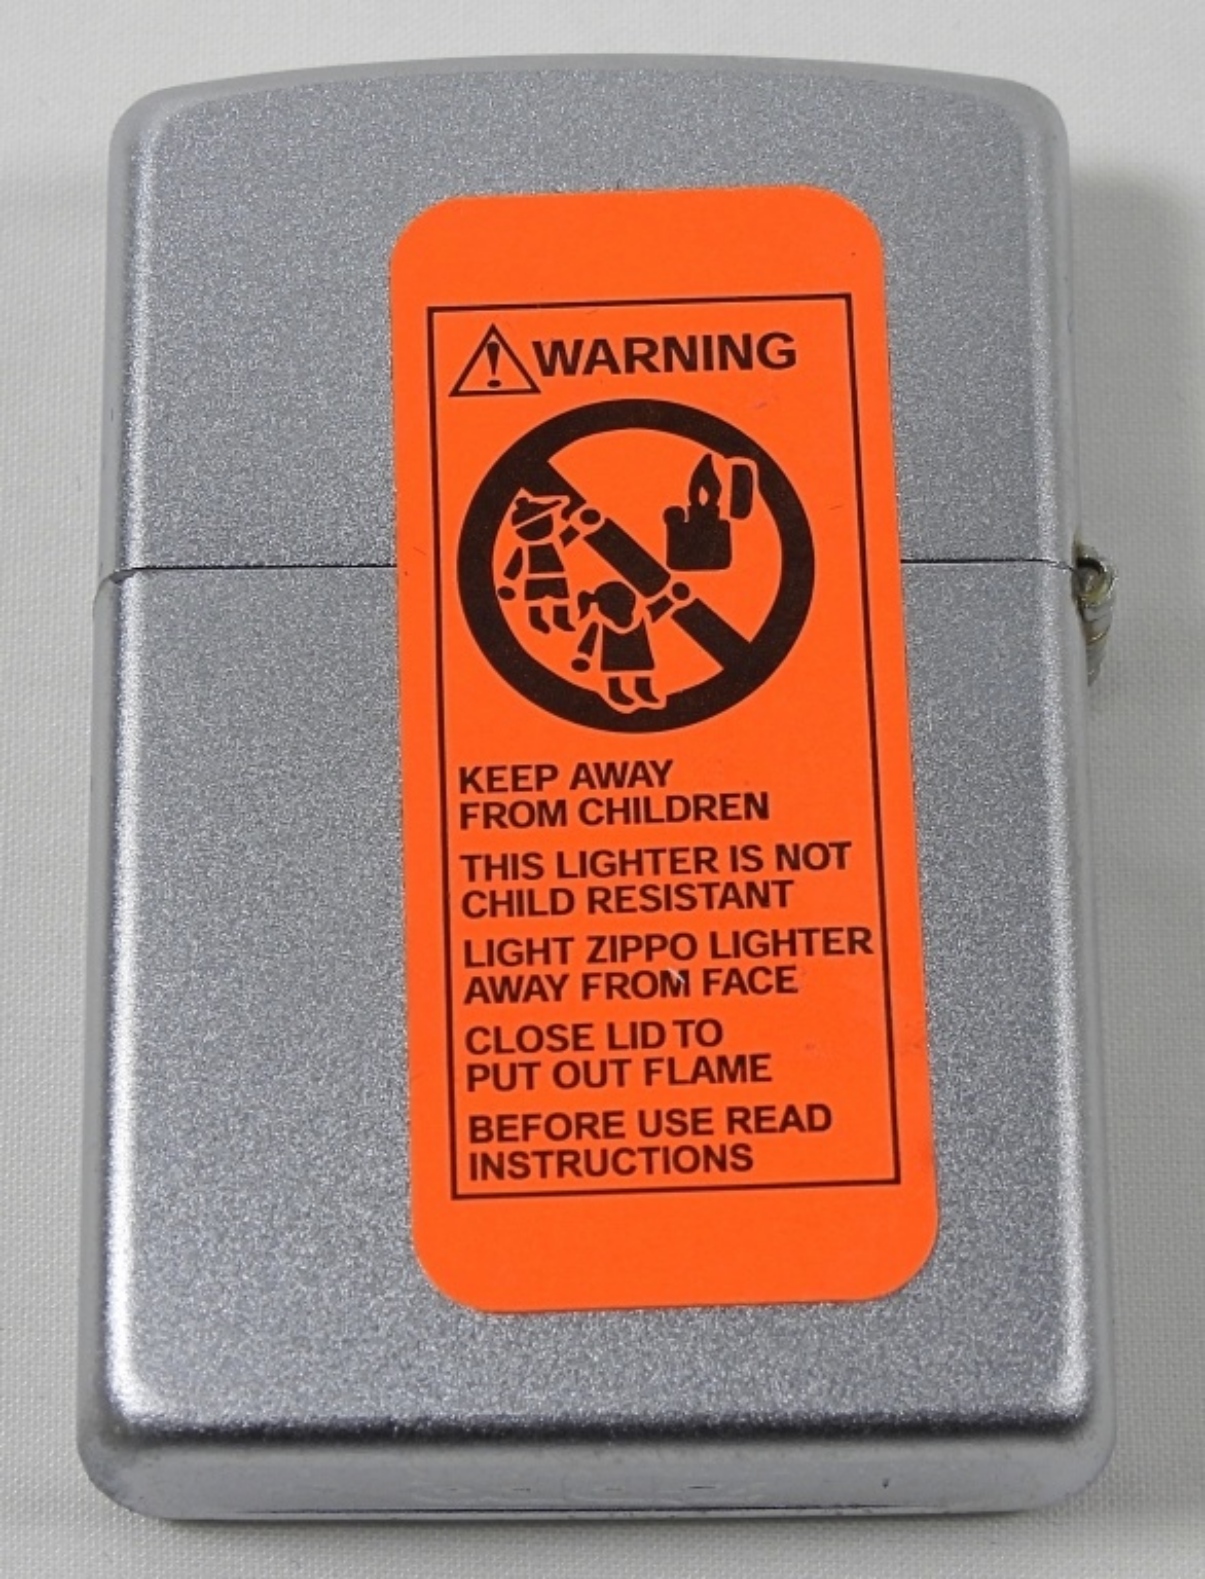 WARNING
KEEP AWAY
FROM CHILDREN
THIS LIGHTER IS NOT
CHILD RESISTANT
LIGHT ZIPPO LIGHTER
AWAY FROM FACE
CLOSE LID TO
PUT OUT FLAME
BEFORE USE READ
INSTRUCTIONS